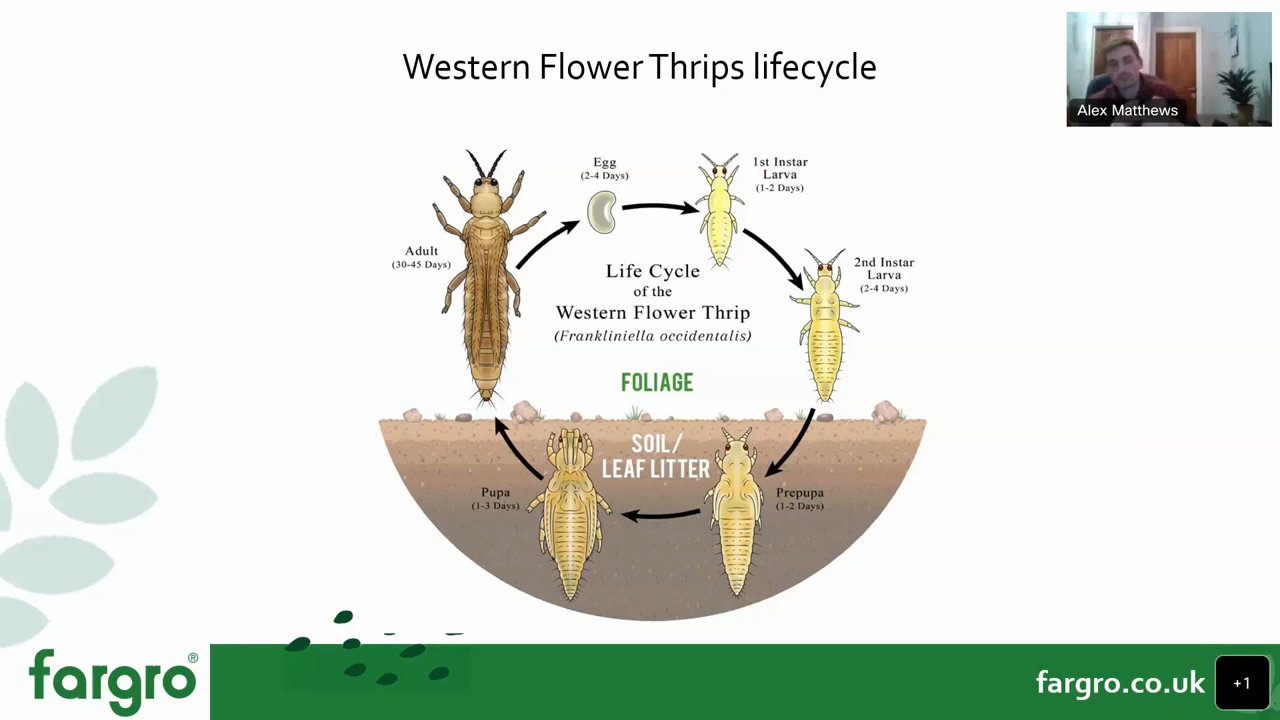 Western Flower Thrips lifecycle
Alex Matthews
Egg
(2-4 Days)
1st Instar
Larva
(1-2 Days)
Adult
(30-45 Days)
2nd Instar
Larva
(2-4 Days)
Life Cycle
of the
Western Flower Thrip
(Frankliniella occidentalis)
FOLIAGE
SOIL/
LEAF LITTER
Pupa
(1-3 Days)
Prepupa
(1-2 Days)
fargro®
fargro.co.uk
+1